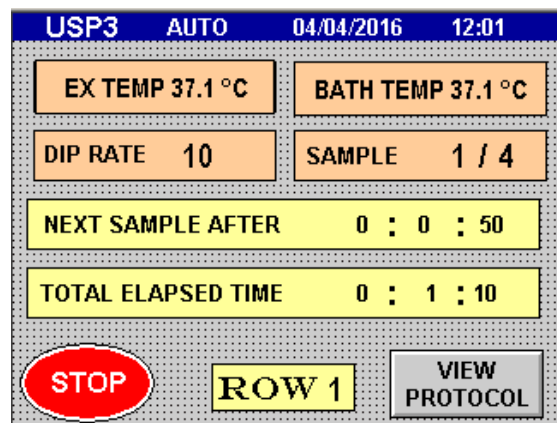 USP3 AUTO 04/04/2016 12:01
EX TEMP 37.1 °C BATH TEMP 37.1 °C
DIP RATE 10 SAMPLE 1 / 4
NEXT SAMPLE AFTER 0 : 0 : 50
TOTAL ELAPSED TIME 0 : 1 : 10
STOP ROW 1 VIEW
PROTOCOL